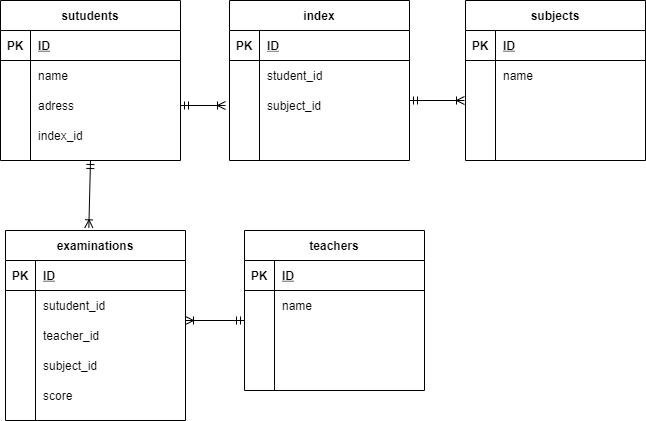 sutudents
PK ID
name
adress
index_id
index
PK ID
student_id
subject_id
subjects
PK ID
name
examinations
PK ID
sutudent_id
teacher_id
subject_id
score
teachers
PK ID
name